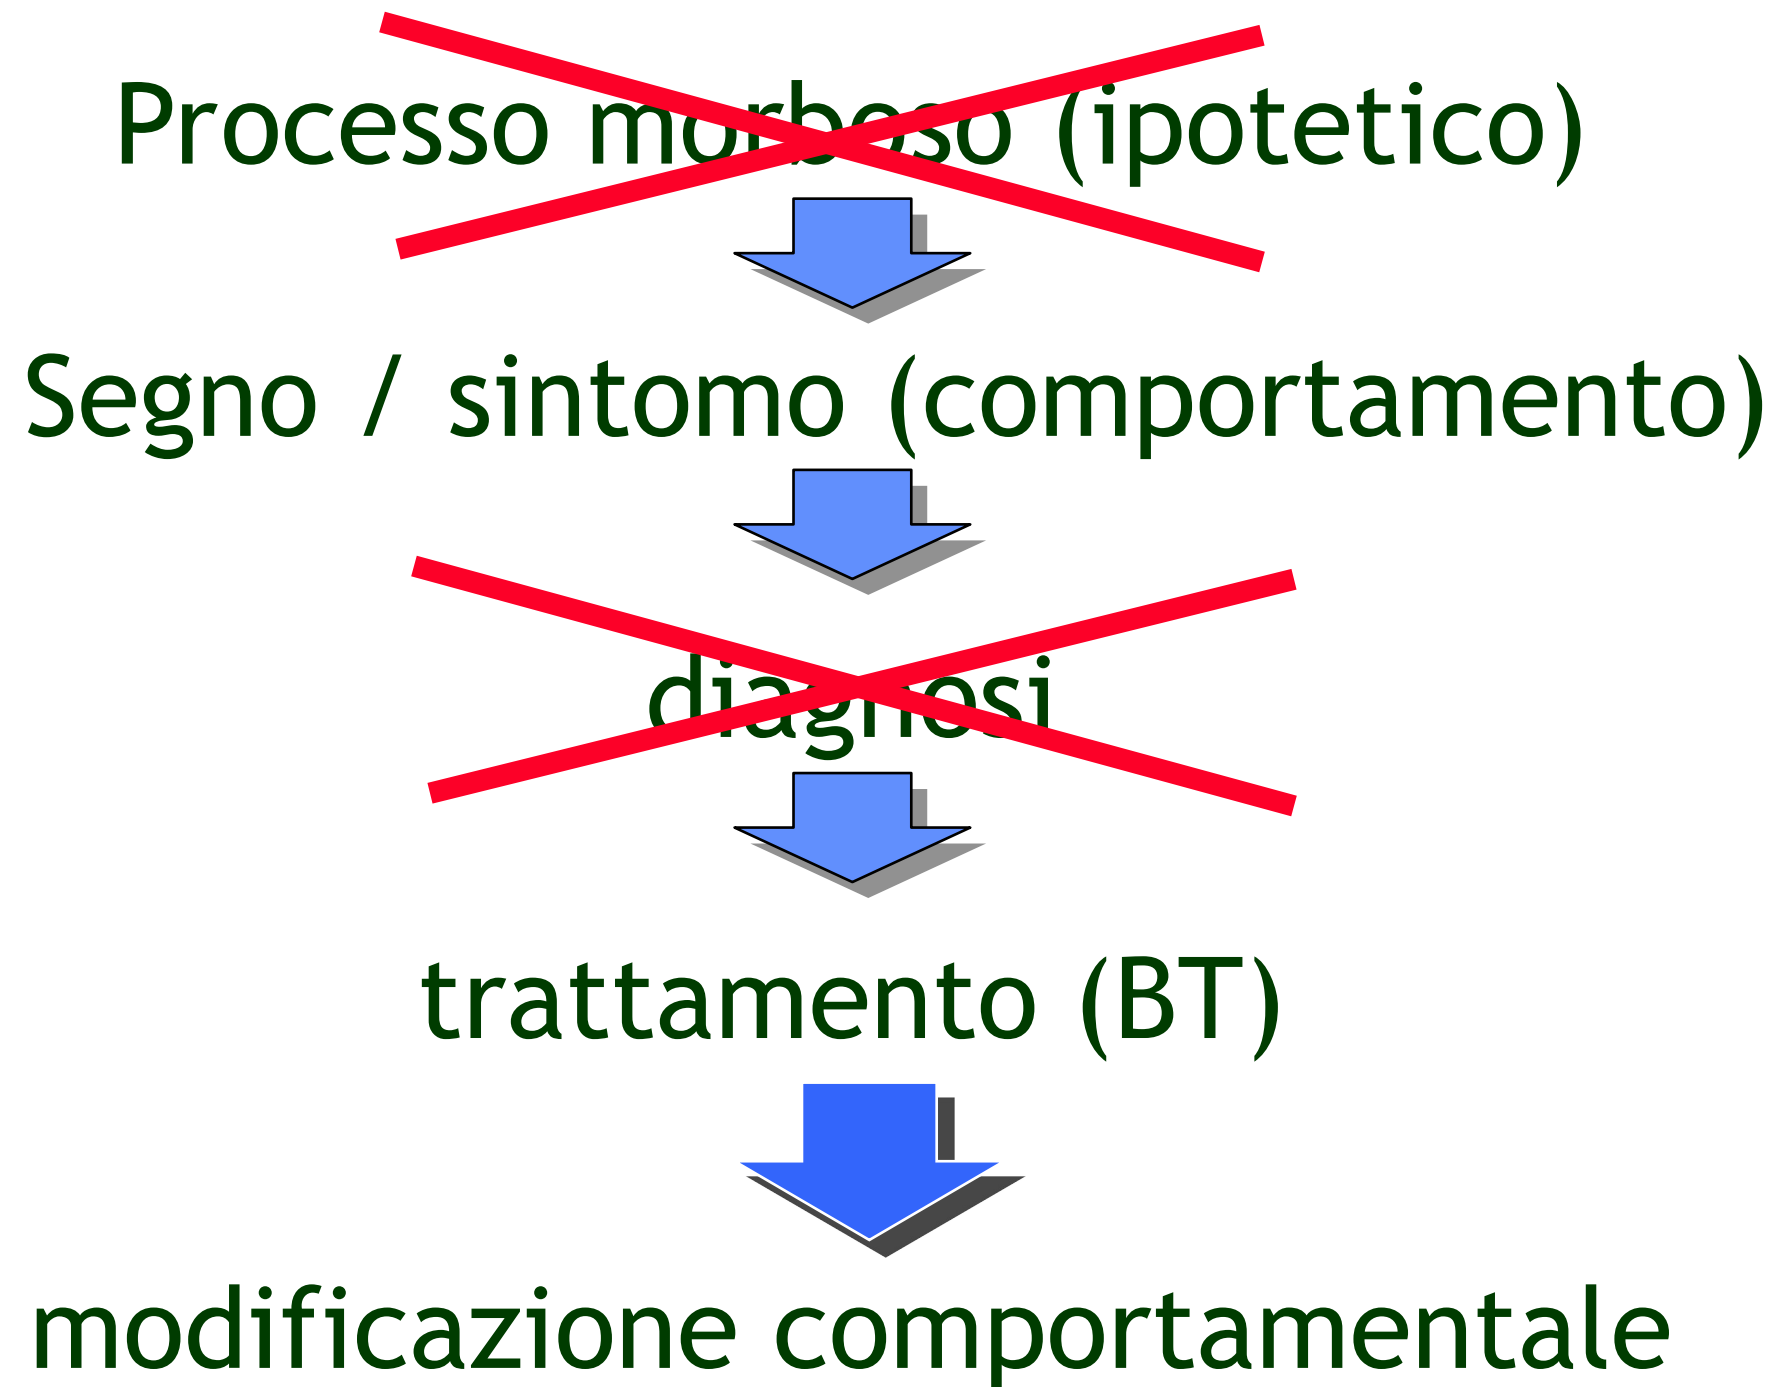 Processo morboso (ipotetico)
Segno / sintomo (comportamento)
diagnosi
trattamento (BT)
modificazione comportamentale